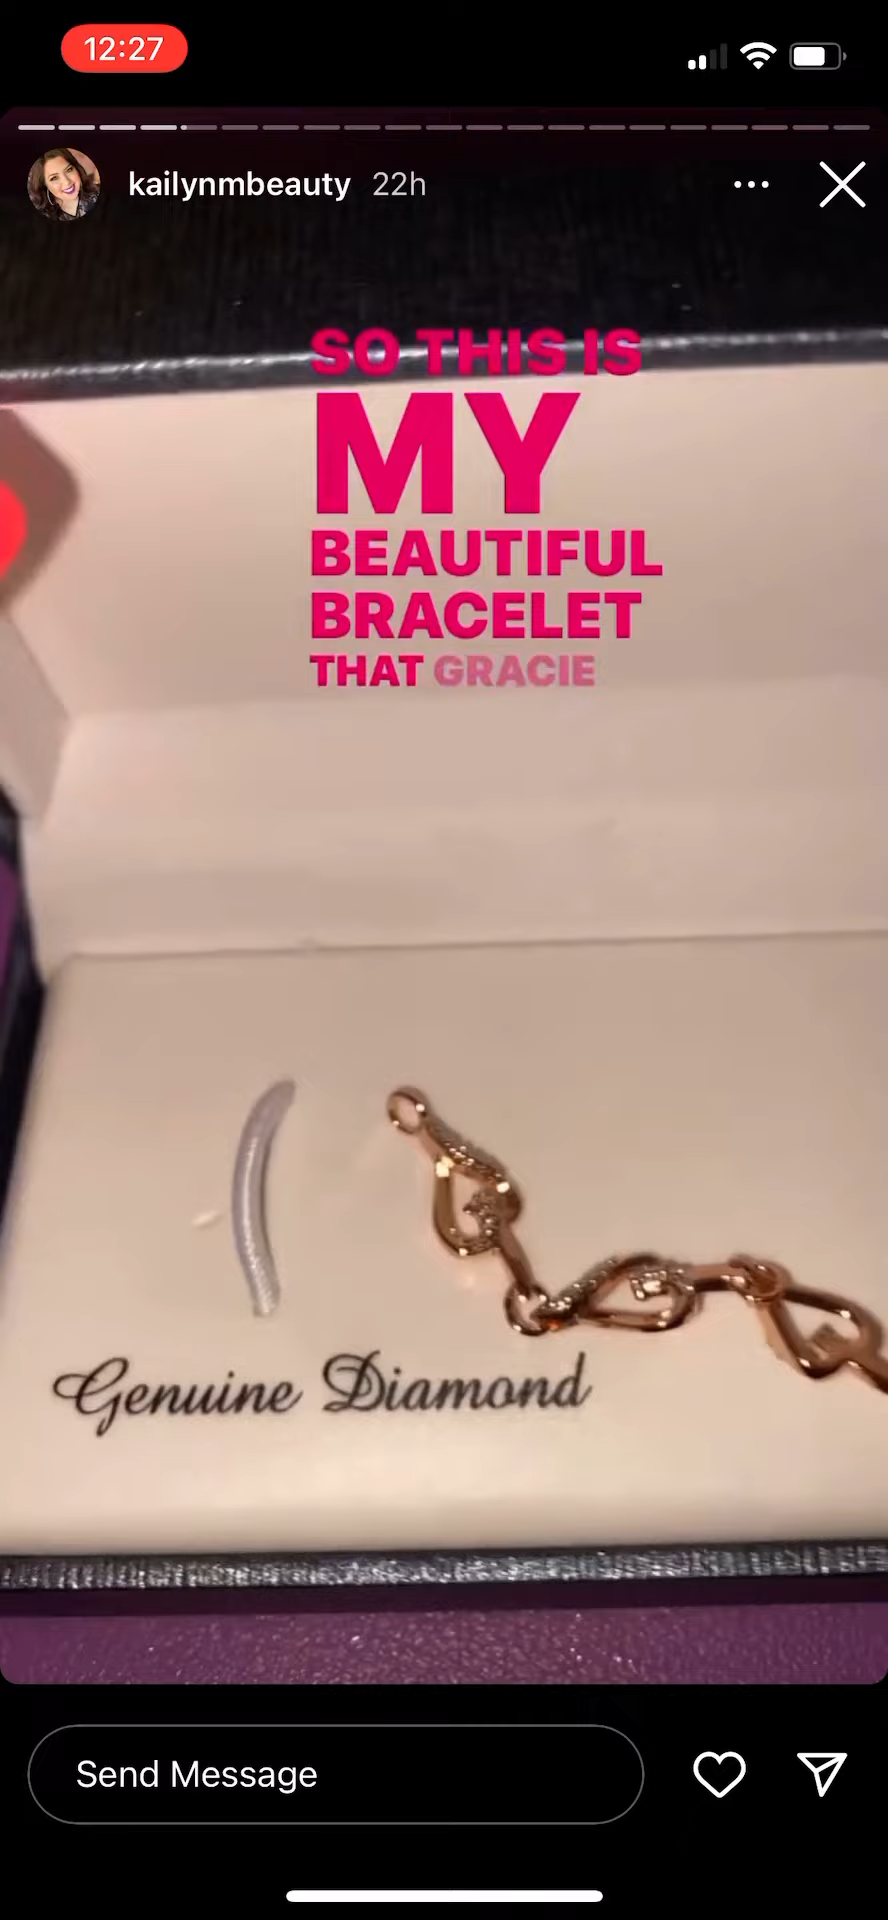 12:27
kailynmbeauty 22h
SO THIS IS
MY
BEAUTIFUL
BRACELET
THAT GRACIE
Genuine Diamond
Send Message